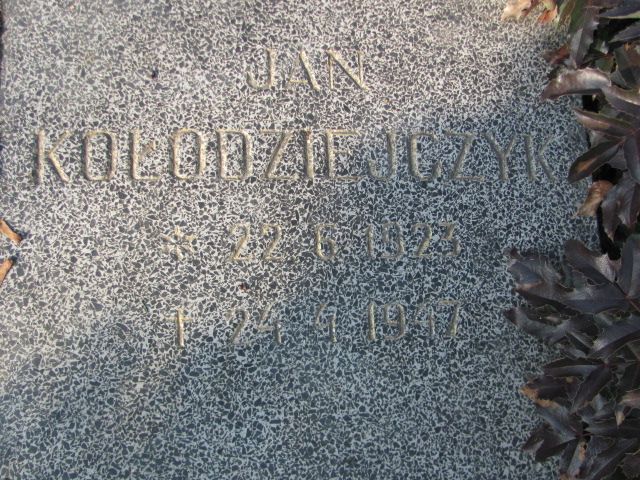 JAN
KOŁODZIEJCZYK
* 22 6 1923
† 24 4 1947